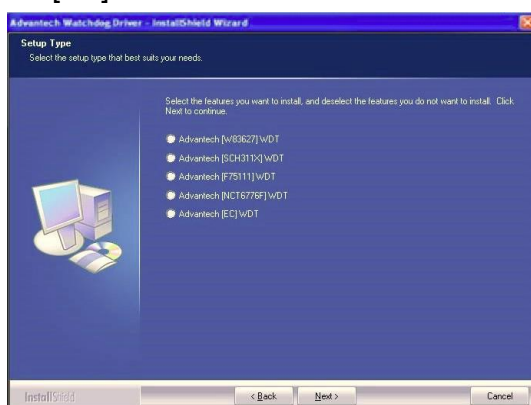 Advantech Watchdog Driver - InstallShield Wizard
Setup Type
Select the setup type that best suits your needs.
Select the features you want to install, and deselect the features you do not want to install. Click
Next to continue.
Advantech [W83627] WDT
Advantech [SCH311X] WDT
Advantech [F75111] WDT
Advantech [NCT6776F] WDT
Advantech [EC] WDT
InstallShield
< Back
Next >
Cancel